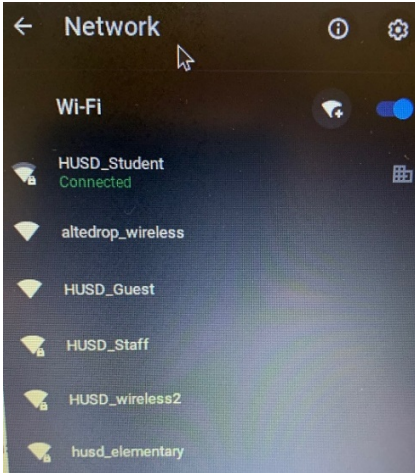 Network
Wi-Fi
HUSD_Student
Connected
altedrop_wireless
HUSD_Guest
HUSD_Staff
HUSD_wireless2
husd_elementary